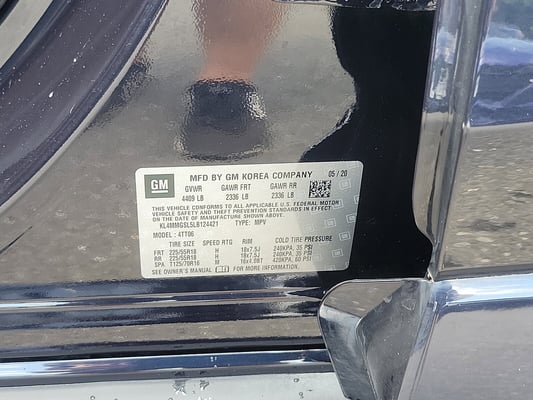 MFD BY GM KOREA COMPANY 05/20
GM GVWR GAWR FRT GAWR RR
4409 LB 2336 LB 2336 LB
THIS VEHICLE CONFORMS TO ALL APPLICABLE U.S. FEDERAL MOTOR
VEHICLE SAFETY AND THEFT PREVENTION STANDARDS IN EFFECT ON
THE DATE OF MANUFACTURE SHOWN ABOVE.
KL4MMGSL5LB124421 TYPE: MPV
MODEL: 4TT06
TIRE SIZE SPEED RTG RIM COLD TIRE PRESSURE
FRT 225/55R18 H 18x7.5J 240KPA, 35 PSI
RR 225/55R18 H 18x7.5J 240KPA, 35 PSI
SPA T125/70R16 M 16x4.0BT 420KPA, 60 PSI
SEE OWNER'S MANUAL FOR MORE INFORMATION.